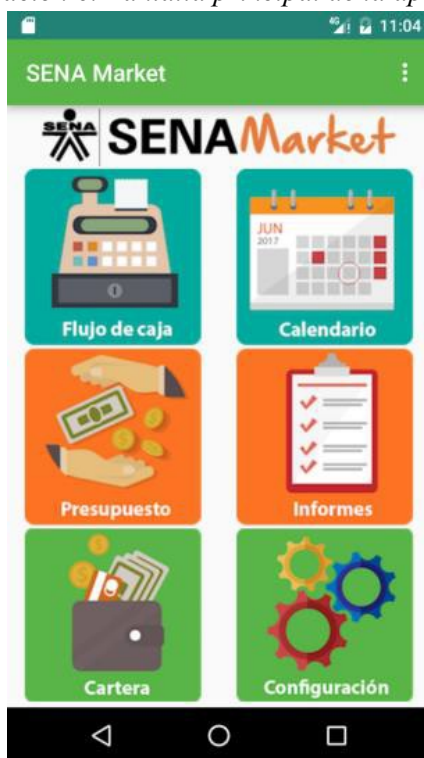 4G 11:04
SENA Market
SENA SENAMarket
Flujo de caja
JUN
2017
Calendario
Presupuesto
Informes
Cartera
Configuración